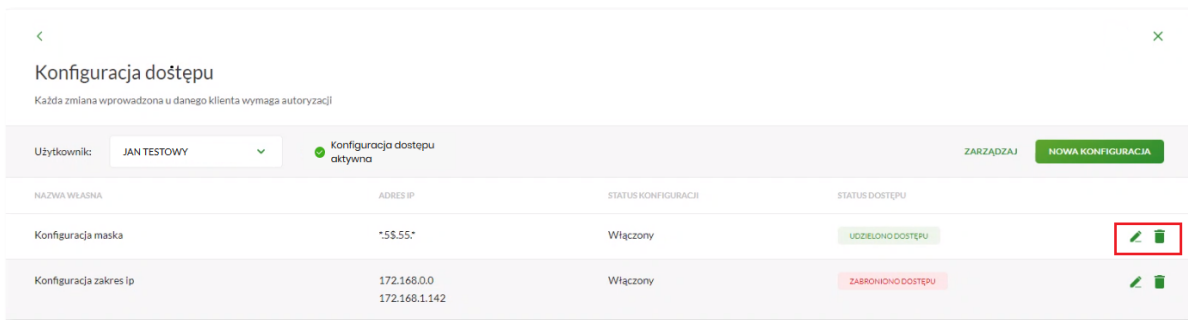 Konfiguracja dostępu
Każda zmiana wprowadzona u danego klienta wymaga autoryzacji
Użytkownik: JAN TESTOWY Konfiguracja dostępu aktywna ZARZĄDZAJ NOWA KONFIGURACJA
NAZWA WŁASNA ADRES IP STATUS KONFIGURACJI STATUS DOSTĘPU
Konfiguracja maska *.5$.55.* Włączony UDZIELONO DOSTĘPU
Konfiguracja zakres ip 172.168.0.0 Włączony ZABRONIONO DOSTĘPU
172.168.1.142